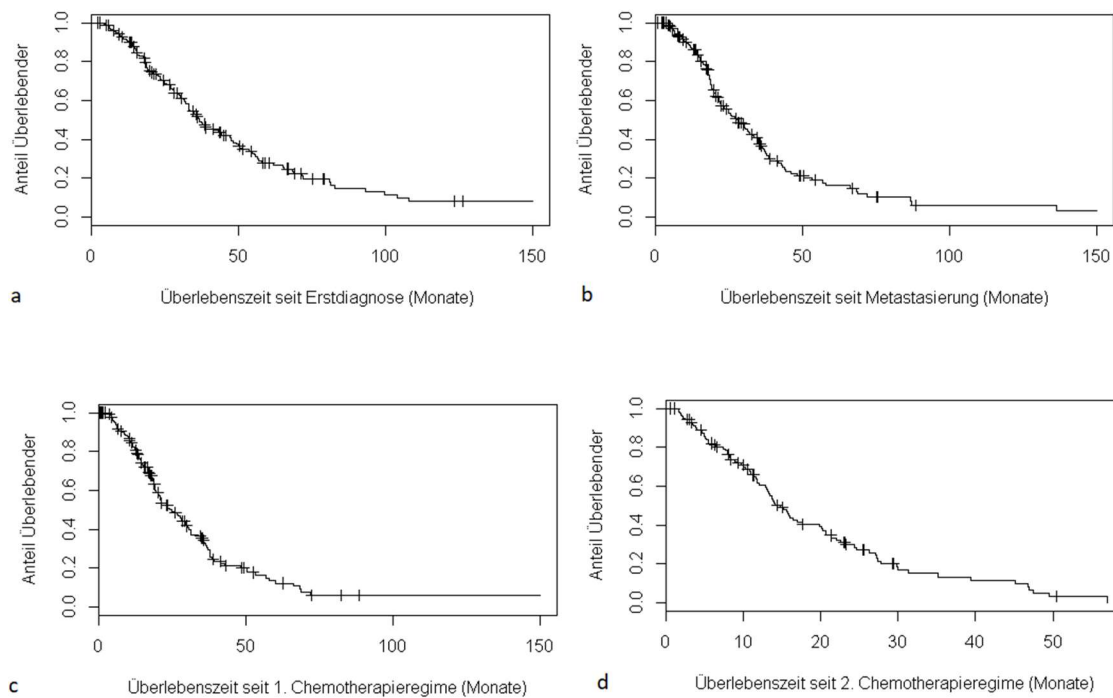 Anteil Überlebender
1.0
0.8
0.6
0.4
0.2
0.0
0 50 100 150
a Überlebenszeit seit Erstdiagnose (Monate)
Anteil Überlebender
1.0
0.8
0.6
0.4
0.2
0.0
0 50 100 150
b Überlebenszeit seit Metastasierung (Monate)
Anteil Überlebender
1.0
0.8
0.6
0.4
0.2
0.0
0 50 100 150
c Überlebenszeit seit 1. Chemotherapieregime (Monate)
Anteil Überlebender
1.0
0.8
0.6
0.4
0.2
0.0
0 10 20 30 40 50
d Überlebenszeit seit 2. Chemotherapieregime (Monate)